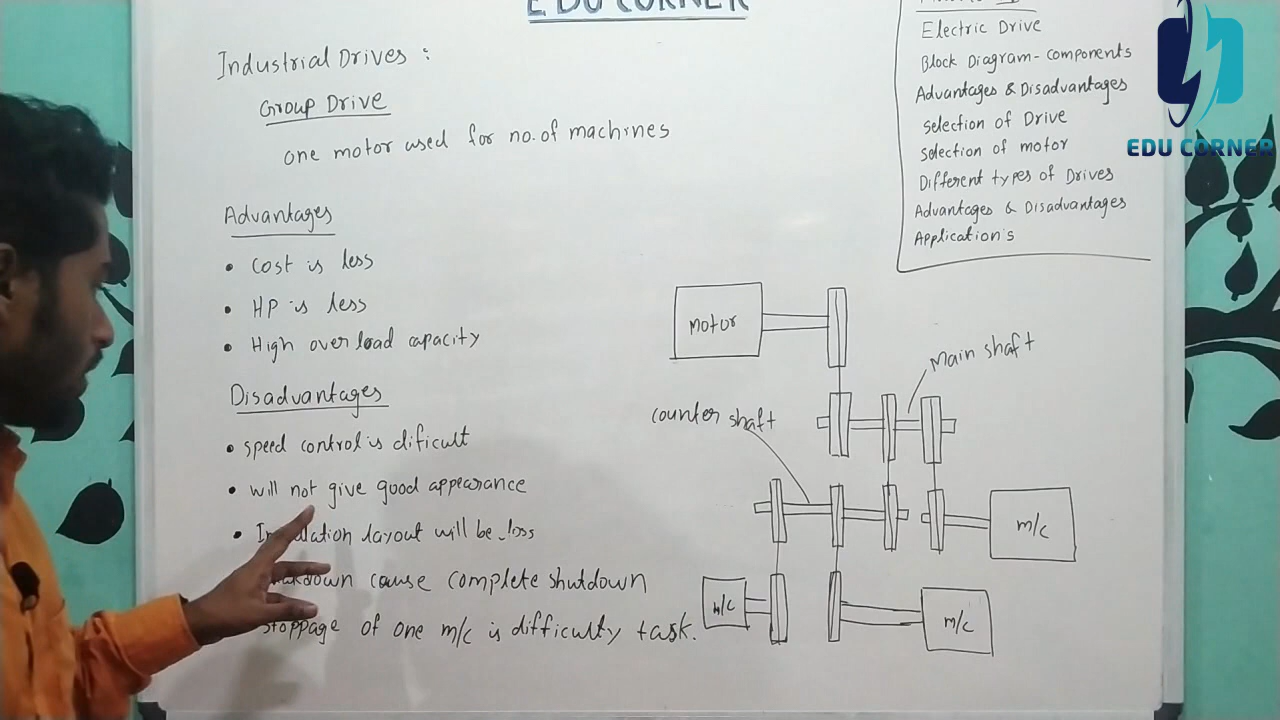 EDU CORNER
Industrial Drives :
Group Drive
one motor used for no. of machines
Advantages
• cost is less
• HP is less
• High over load capacity
Disadvantages
• speed control is dificult
• will not give good appearance
• layout will be loss
cause complete shutdown
stoppage of one m/c is difficulty task.
Electric Drive
Block Diagram - components
Advantages & Disadvantages
selection of Drive
selection of motor
Different types of Drives
Advantages & Disadvantages
Applications
EDU CORNER
motor
main shaft
counter shaft
m/c
m/c
m/c